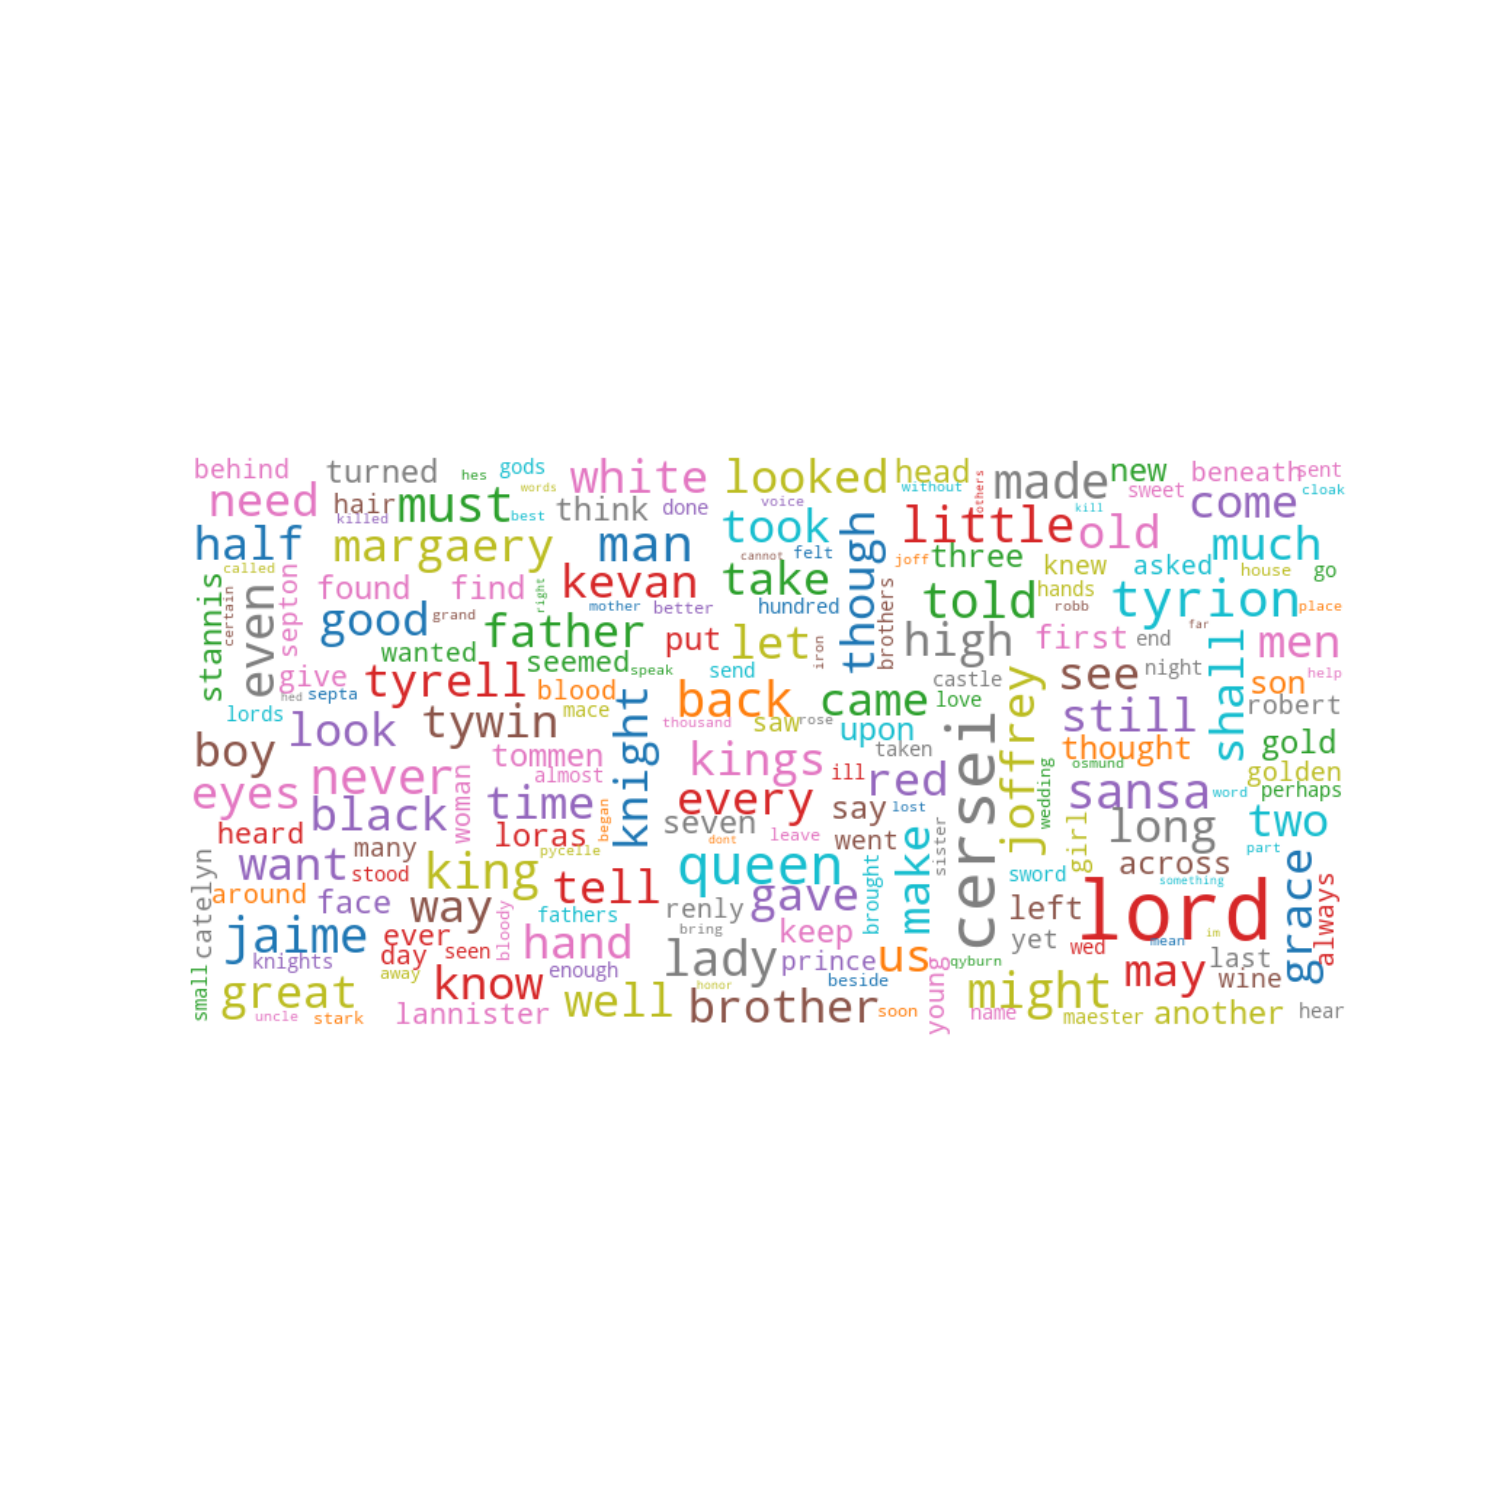 behind turned hes gods white looked head made new beneath sent
need hair must words think done voice without others sweet cloak
killed best took little old kill come
half margaery man though much
called cannot felt joff three knew asked house go
stannis certain even septon found find right kevan take brothers told hands tyrion place
good grand mother better hundred robb far
father put let iron high first end shall men
wanted seemed speak send castle see night help
give hed septa tyrell blood back came love joffrey son robert
lords look tywin mace knight thousand saw rose upon cersei still
boy tommen kings taken thought gold
eyes never almost ill red wedding osmund golden
black woman time every say lost sansa word perhaps
heard loras began seven dont leave went sister girl long two
want many pycelle queen make across part
catelyn around stood king tell gave brought sword something grace always
face way bloody fathers renly left lord
jaime ever hand bring keep yet wed mean im
knights day seen lady prince us qyburn may last
small great away know enough well honor beside young might wine
uncle stark lannister brother soon name maester another hear